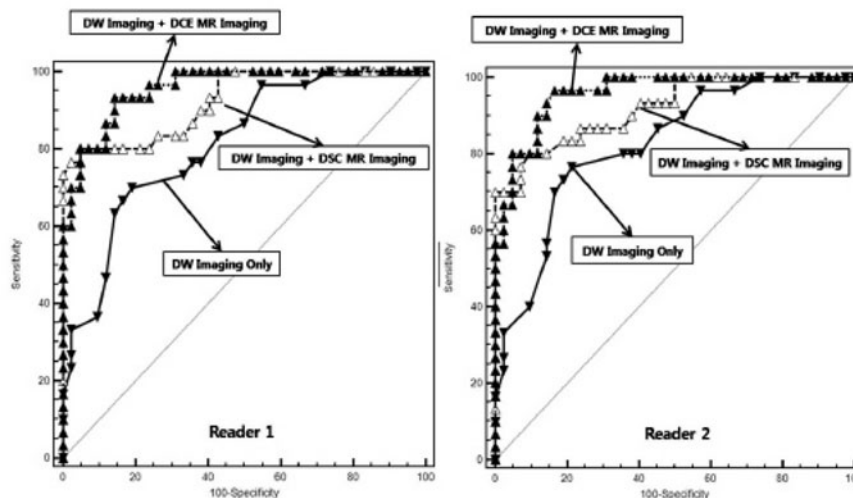 DW Imaging + DCE MR Imaging
100
80
60
40
20
0
Sensitivity
DW Imaging + DSC MR Imaging
DW Imaging Only
Reader 1
0 20 40 60 80 100
100-Specificity
DW Imaging + DCE MR Imaging
100
80
60
40
20
0
Sensitivity
DW Imaging + DSC MR Imaging
DW Imaging Only
Reader 2
0 20 40 60 80 100
100-Specificity